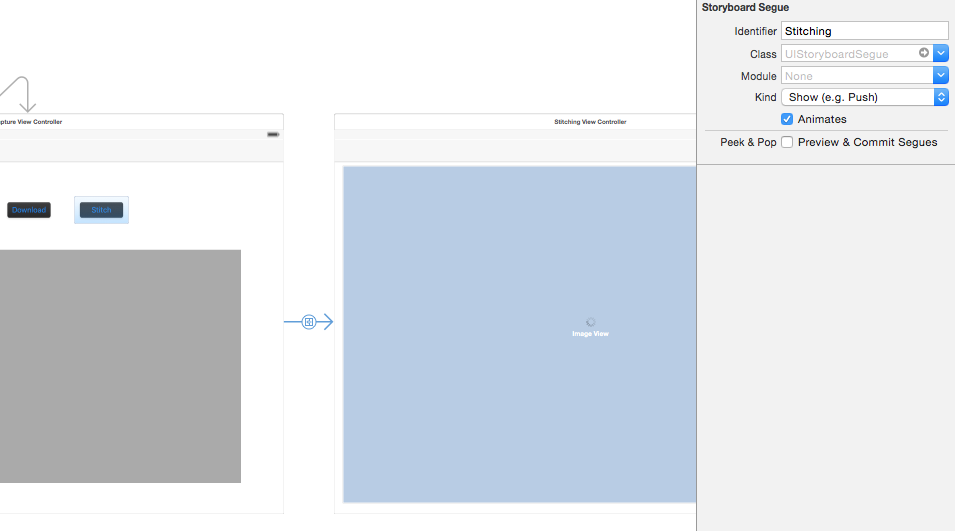 Storyboard Segue
Identifier Stitching
Class UIStoryboardSegue
Module None
Kind Show (e.g. Push)
Animates
Peek & Pop Preview & Commit Segues
pture View Controller
Download
Stitch
Stitching View Controller
Image View